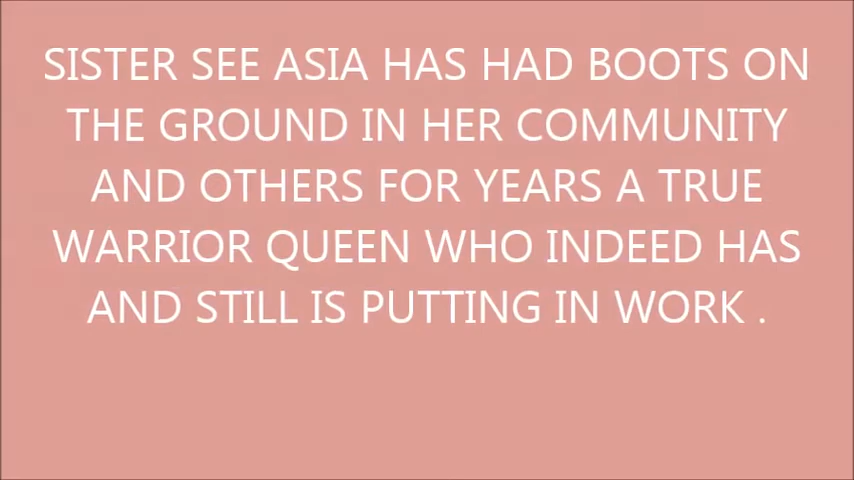 SISTER SEE ASIA HAS HAD BOOTS ON
THE GROUND IN HER COMMUNITY
AND OTHERS FOR YEARS A TRUE
WARRIOR QUEEN WHO INDEED HAS
AND STILL IS PUTTING IN WORK .